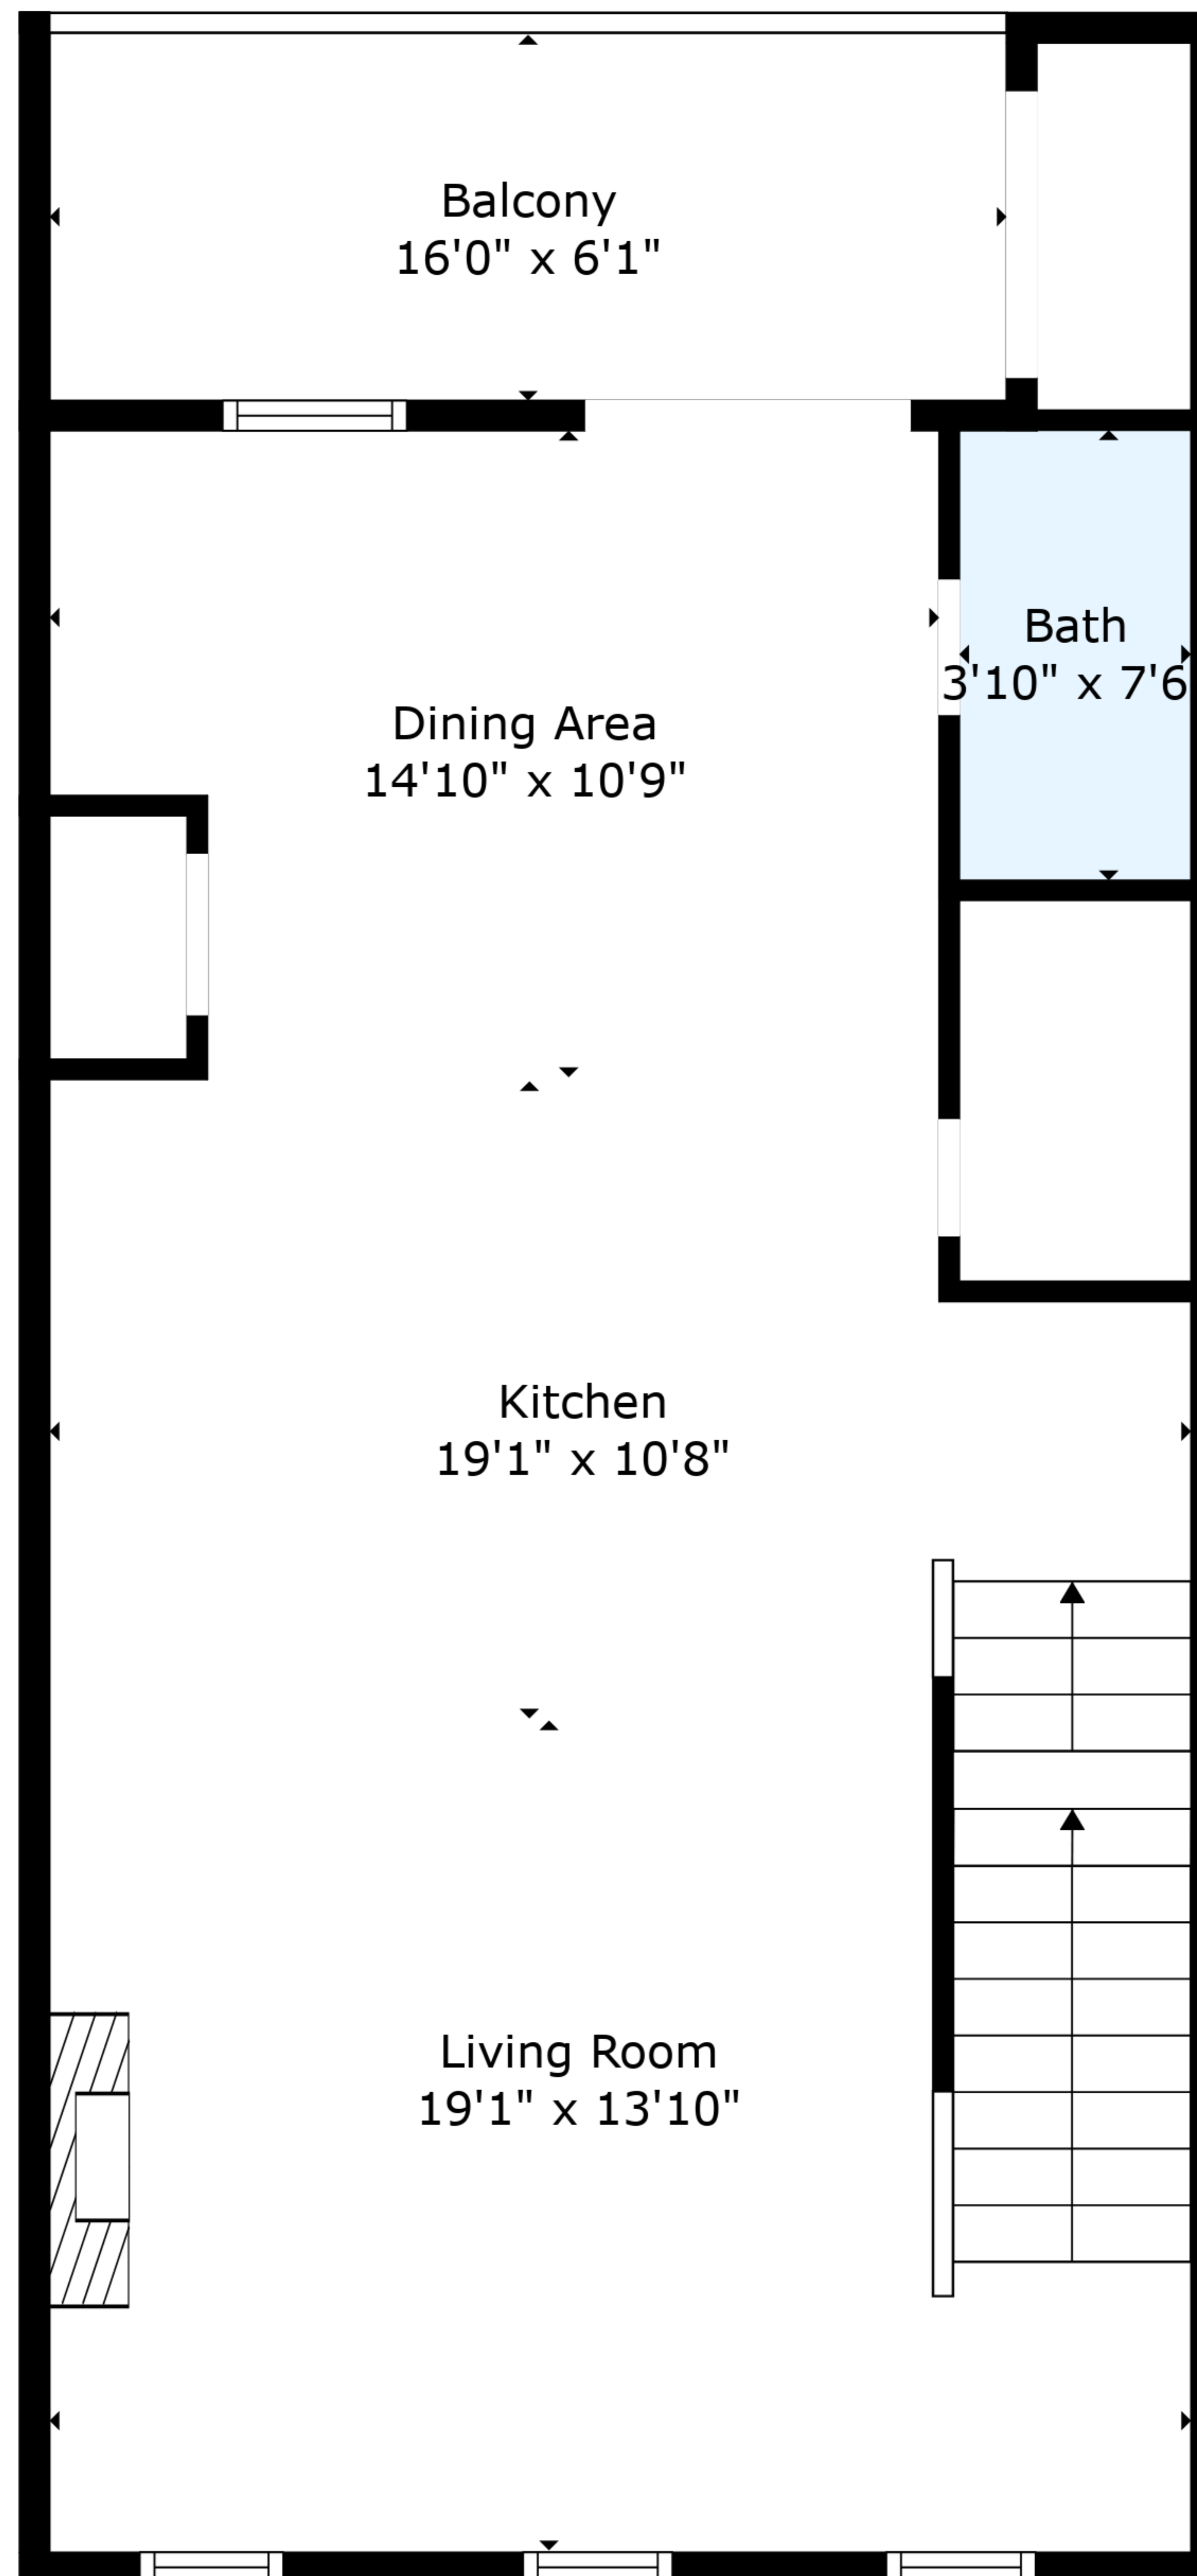 Balcony
16'0" x 6'1"
Bath
3'10" x 7'6
Dining Area
14'10" x 10'9"
Kitchen
19'1" x 10'8"
Living Room
19'1" x 13'10"